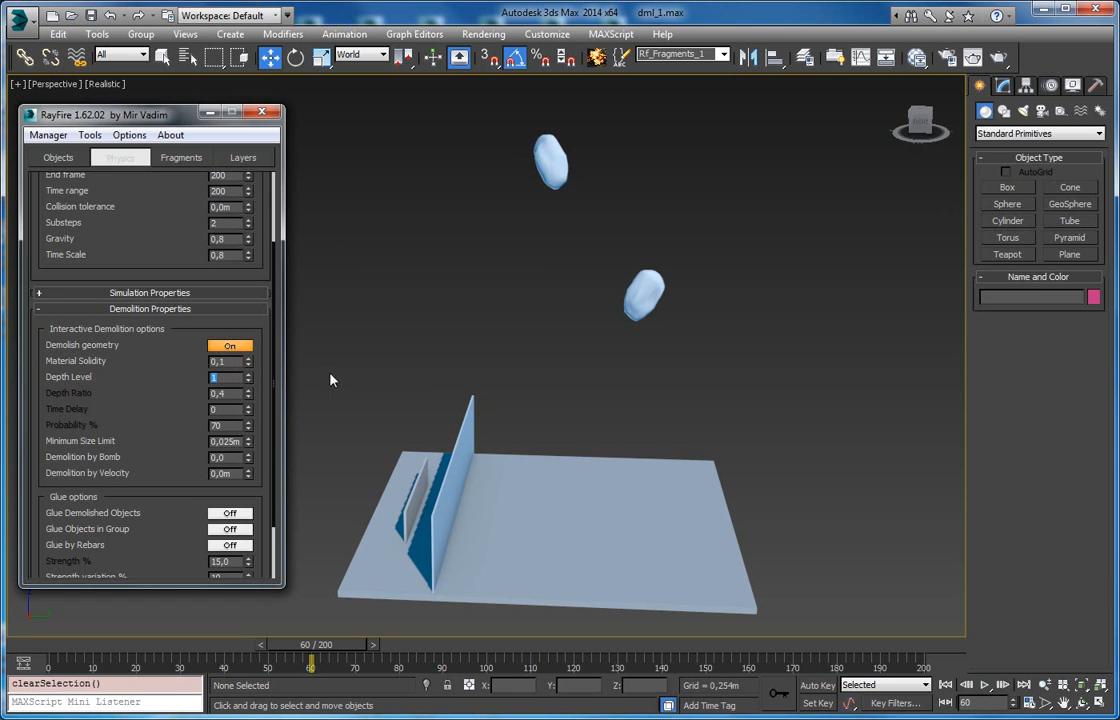 Workspace: Default
Autodesk 3ds Max 2014 x64
dml_1.max
Edit
Tools
Group
Views
Create
Modifiers
Animation
Graph Editors
Rendering
Customize
MAXScript
Help
All
World
Rf_Fragments_1
[+] [Perspective] [Realistic]
RayFire 1.62.02 by Mir Vadim
Manager
Tools
Options
About
Objects
Physics
Fragments
Layers
End frame 200
Time range 200
Collision tolerance 0,0m
Substeps 2
Gravity 0,8
Time Scale 0,8
+ Simulation Properties
- Demolition Properties
Interactive Demolition options
Demolish geometry On
Material Solidity 0,1
Depth Level 1
Depth Ratio 0,4
Time Delay 0
Probability % 70
Minimum Size Limit 0,025m
Demolition by Bomb 0,0
Demolition by Velocity 0,0m
Glue options
Glue Demolished Objects Off
Glue Objects in Group Off
Glue by Rebars Off
Strength % 15,0
Strength variation % 10
Standard Primitives
- Object Type
AutoGrid
Box Cone
Sphere GeoSphere
Cylinder Tube
Torus Pyramid
Teapot Plane
- Name and Color
< 60 / 200 >
0 20 40 60 80 100 120 140 160 180 200
clearSelection()
MAXScript Mini Listener
None Selected
X: Y: Z:
Grid = 0,254m
Click and drag to select and move objects
Add Time Tag
Auto Key
Selected
Set Key
Key Filters...
60